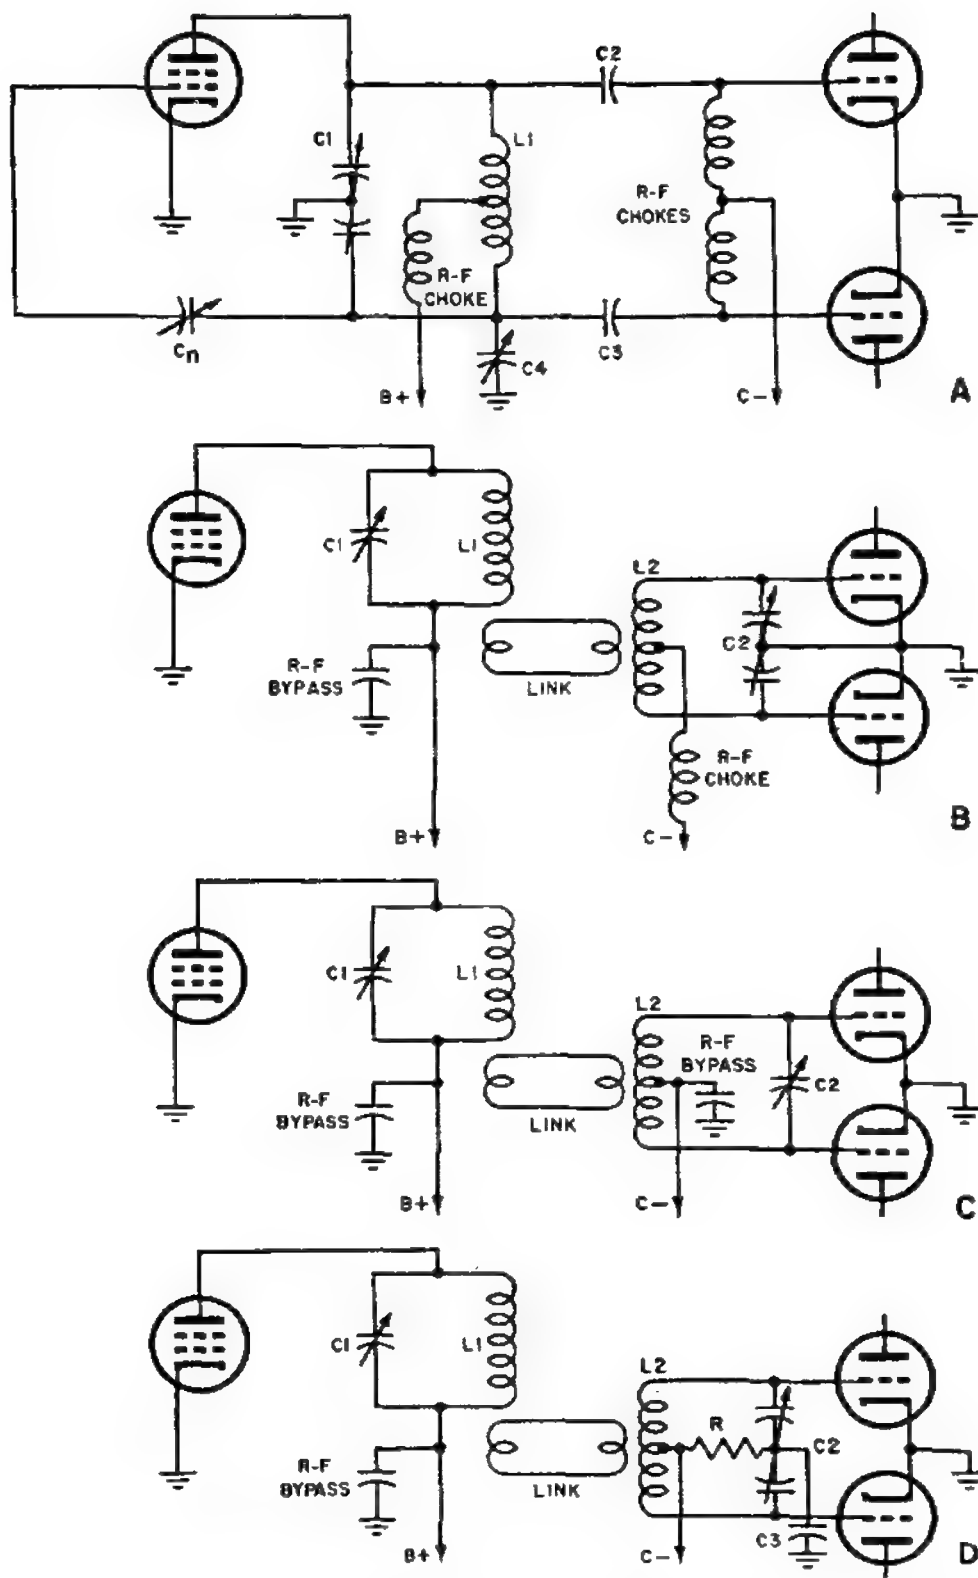 C2
C1
L1
R-F
CHOKES
R-F
CHOKE
Cn
C3
C4
B+
C−
A
C1
L1
L2
C2
R-F
BYPASS
LINK
R-F
CHOKE
B+
C−
B
C1
L1
L2
R-F
BYPASS
C2
R-F
BYPASS
LINK
B+
C−
C
C1
L1
L2
R
C2
R-F
BYPASS
LINK
C3
B+
C−
D